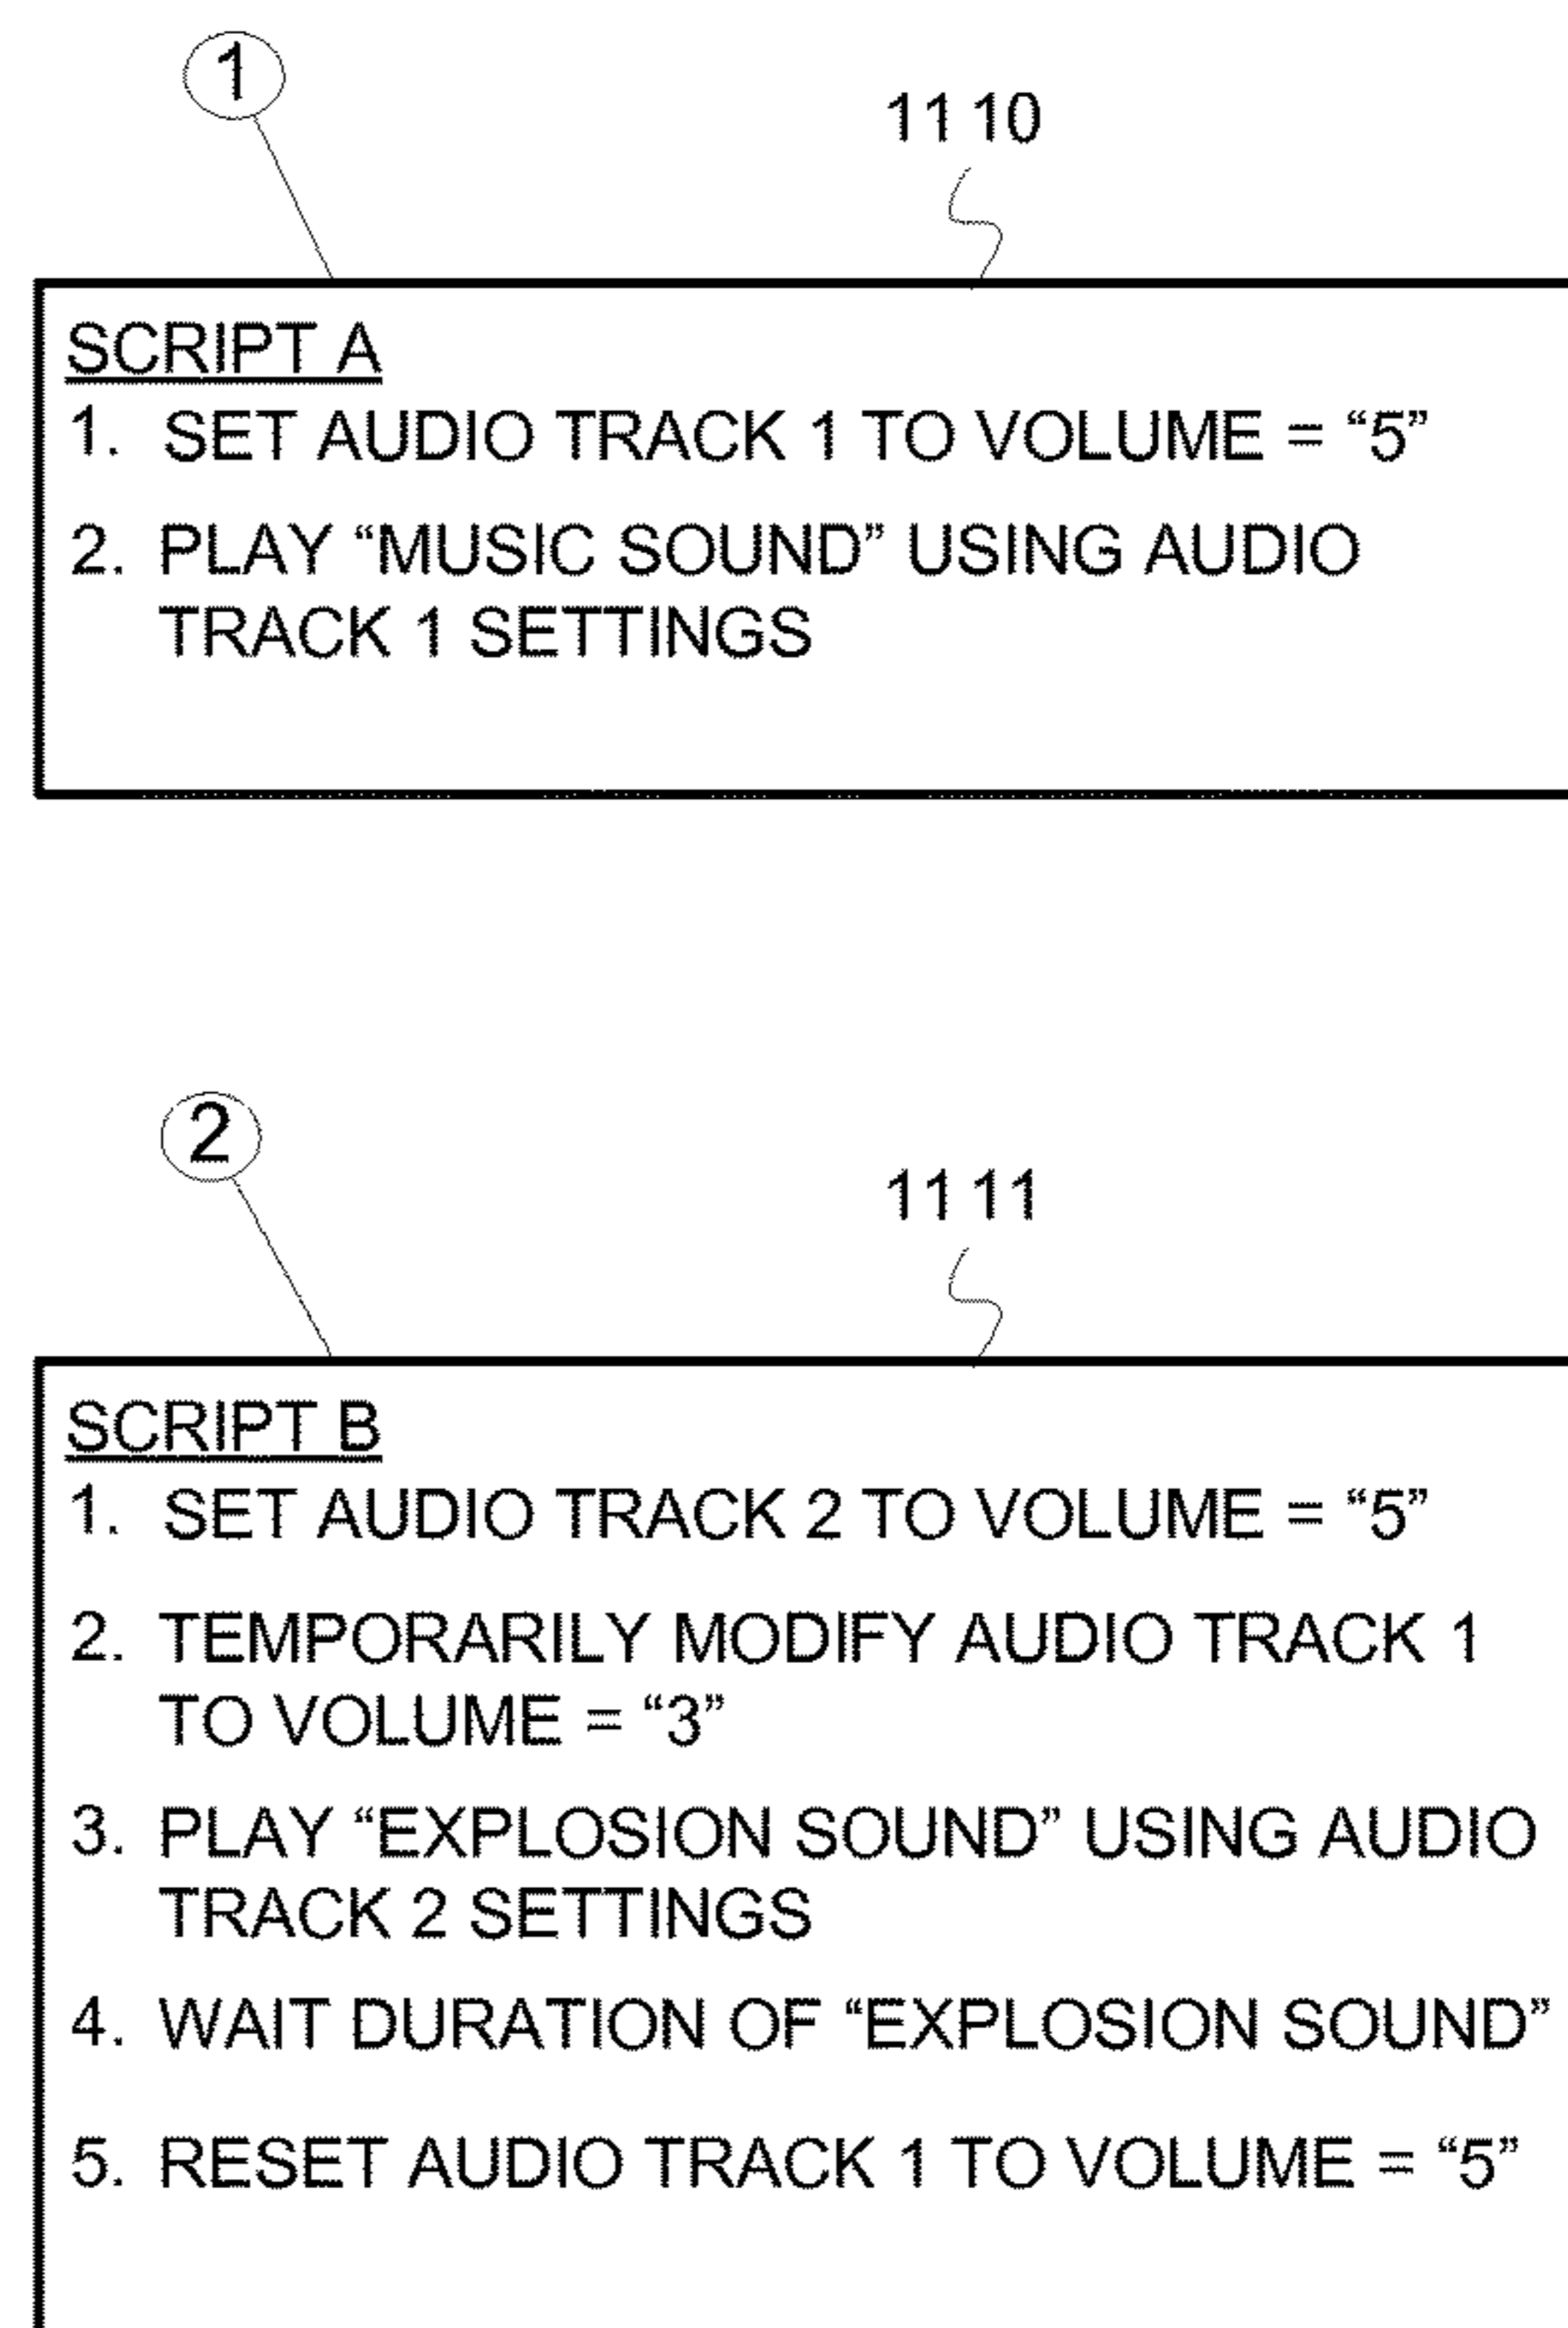 1
1110
SCRIPT A
1. SET AUDIO TRACK 1 TO VOLUME = “5”
2. PLAY “MUSIC SOUND” USING AUDIO
TRACK 1 SETTINGS
2
1111
SCRIPT B
1. SET AUDIO TRACK 2 TO VOLUME = “5”
2. TEMPORARILY MODIFY AUDIO TRACK 1
TO VOLUME = “3”
3. PLAY “EXPLOSION SOUND” USING AUDIO
TRACK 2 SETTINGS
4. WAIT DURATION OF “EXPLOSION SOUND”
5. RESET AUDIO TRACK 1 TO VOLUME = “5”